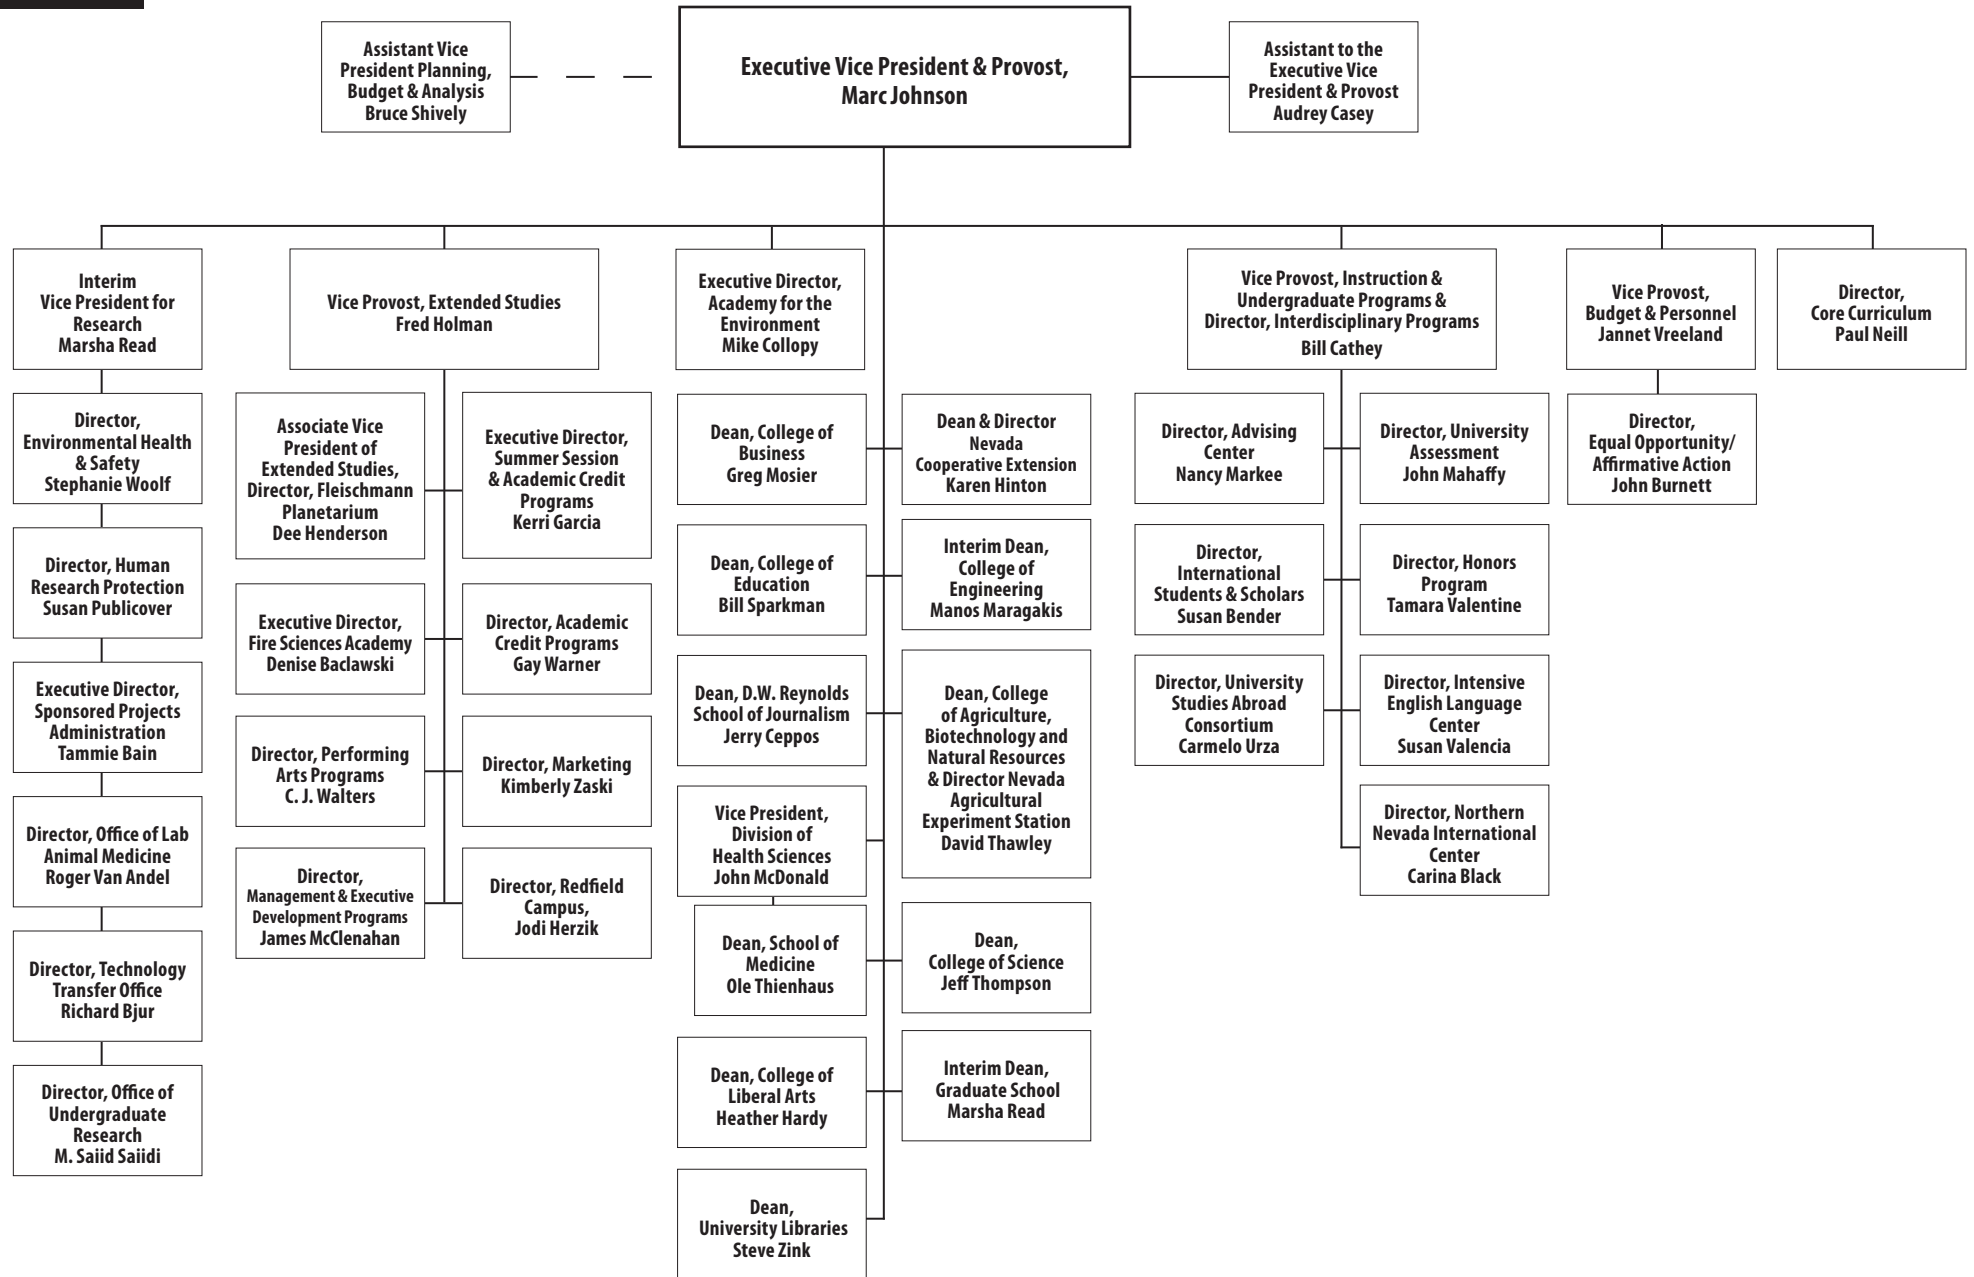 Assistant Vice
President Planning,
Budget & Analysis
Bruce Shively
Executive Vice President & Provost,
Marc Johnson
Assistant to the
Executive Vice
President & Provost
Audrey Casey
Interim
Vice President for
Research
Marsha Read
Director,
Environmental Health
& Safety
Stephanie Woolf
Director, Human
Research Protection
Susan Publicover
Executive Director,
Sponsored Projects
Administration
Tammie Bain
Director, Office of Lab
Animal Medicine
Roger Van Andel
Director, Technology
Transfer Office
Richard Bjur
Director, Office of
Undergraduate
Research
M. Saiid Saiidi
Vice Provost, Extended Studies
Fred Holman
Associate Vice
President of
Extended Studies,
Director, Fleischmann
Planetarium
Dee Henderson
Executive Director,
Summer Session
& Academic Credit
Programs
Kerri Garcia
Executive Director,
Fire Sciences Academy
Denise Baclawski
Director, Academic
Credit Programs
Gay Warner
Director, Performing
Arts Programs
C. J. Walters
Director, Marketing
Kimberly Zaski
Director,
Management & Executive
Development Programs
James McClenahan
Director, Redfield
Campus,
Jodi Herzik
Executive Director,
Academy for the
Environment
Mike Collopy
Dean, College of
Business
Greg Mosier
Dean & Director
Nevada
Cooperative Extension
Karen Hinton
Dean, College of
Education
Bill Sparkman
Interim Dean,
College of
Engineering
Manos Maragakis
Dean, D.W. Reynolds
School of Journalism
Jerry Ceppos
Dean, College
of Agriculture,
Biotechnology and
Natural Resources
& Director Nevada
Agricultural
Experiment Station
David Thawley
Vice President,
Division of
Health Sciences
John McDonald
Dean, School of
Medicine
Ole Thienhaus
Dean,
College of Science
Jeff Thompson
Dean, College of
Liberal Arts
Heather Hardy
Interim Dean,
Graduate School
Marsha Read
Dean,
University Libraries
Steve Zink
Vice Provost, Instruction &
Undergraduate Programs &
Director, Interdisciplinary Programs
Bill Cathey
Director, Advising
Center
Nancy Markee
Director, University
Assessment
John Mahaffy
Director,
International
Students & Scholars
Susan Bender
Director, Honors
Program
Tamara Valentine
Director, University
Studies Abroad
Consortium
Carmelo Urza
Director, Intensive
English Language
Center
Susan Valencia
Director, Northern
Nevada International
Center
Carina Black
Vice Provost,
Budget & Personnel
Jannet Vreeland
Director,
Equal Opportunity/
Affirmative Action
John Burnett
Director,
Core Curriculum
Paul Neill